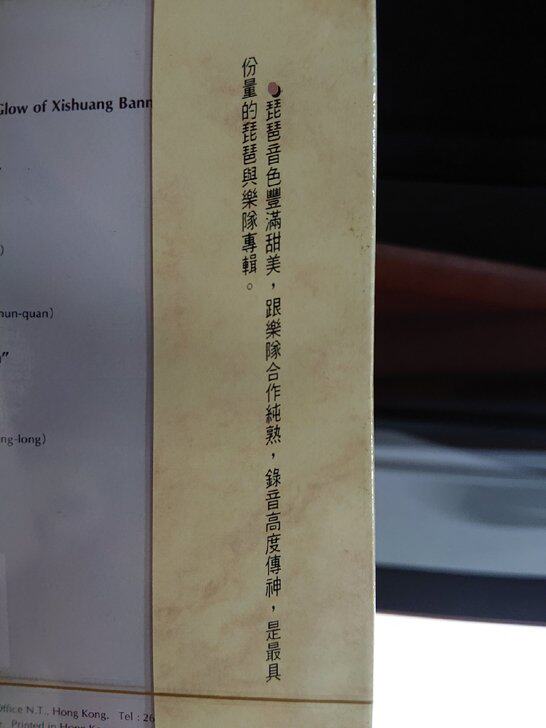 ●琵琶音色豐滿甜美，跟樂隊合作純熟，錄音高度傳神，是最具
份量的琵琶與樂隊專輯。
Glow of Xishuang Bann
)
hun-quan)
"
ng-long)
Office N.T., Hong Kong. Tel : 26
Printed in Hong